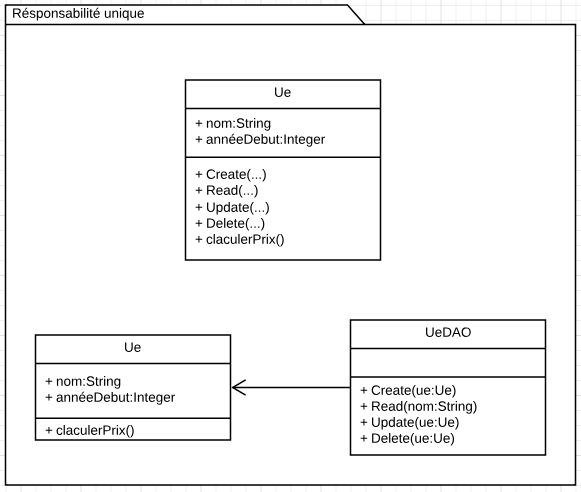 Résponsabilité unique
Ue
+ nom:String
+ annéeDebut:Integer
+ Create(...)
+ Read(...)
+ Update(...)
+ Delete(...)
+ claculerPrix()
Ue
+ nom:String
+ annéeDebut:Integer
+ claculerPrix()
UeDAO
+ Create(ue:Ue)
+ Read(nom:String)
+ Update(ue:Ue)
+ Delete(ue:Ue)